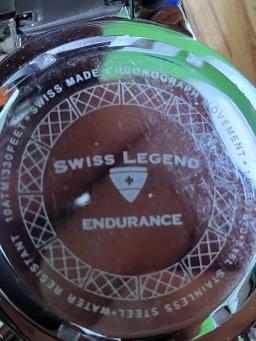 SWISS MADE CHRONOGRAPH MOVEMENT •
STAINLESS STEEL • WATER RESISTANT 10ATM/330FEET •
SWISS LEGEND
ENDURANCE